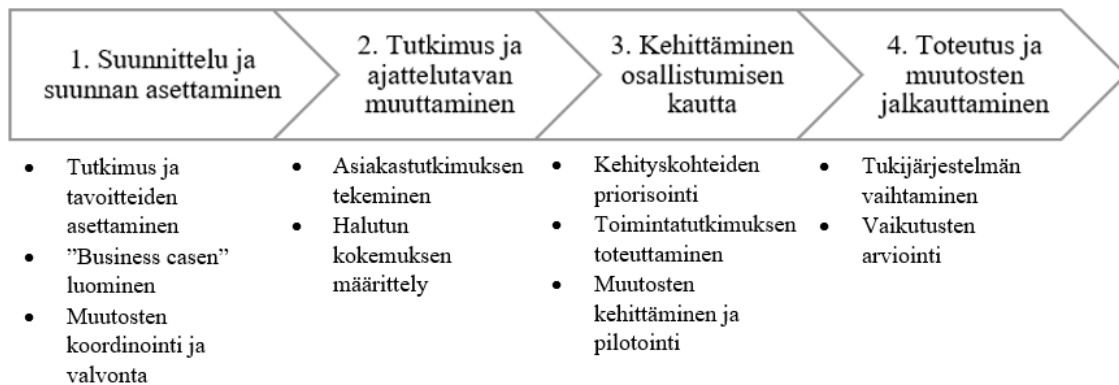 1. Suunnittelu ja
suunnan asettaminen
2. Tutkimus ja
ajattelutavan
muuttaminen
3. Kehittäminen
osallistumisen
kautta
4. Toteutus ja
muutosten
jalkauttaminen
• Tutkimus ja
tavoitteiden
asettaminen
• ”Business casen”
luominen
• Muutosten
koordinointi ja
valvonta
• Asiakastutkimuksen
tekeminen
• Halutun
kokemuksen
määrittely
• Kehityskohteiden
priorisointi
• Toimintatutkimuksen
toteuttaminen
• Muutosten
kehittäminen ja
pilotointi
• Tukijärjestelmän
vaihtaminen
• Vaikutusten
arviointi